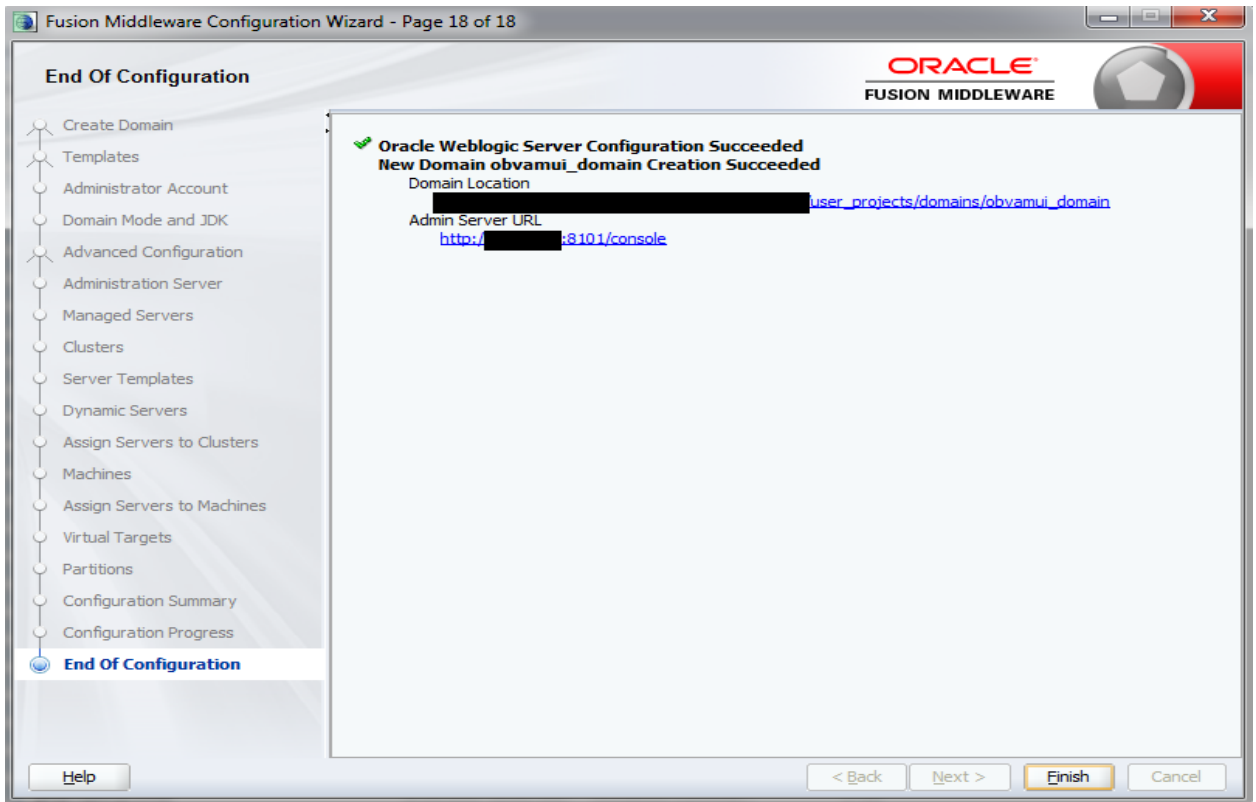 Fusion Middleware Configuration Wizard - Page 18 of 18
End Of Configuration
ORACLE
FUSION MIDDLEWARE
Create Domain
Templates
Administrator Account
Domain Mode and JDK
Advanced Configuration
Administration Server
Managed Servers
Clusters
Server Templates
Dynamic Servers
Assign Servers to Clusters
Machines
Assign Servers to Machines
Virtual Targets
Partitions
Configuration Summary
Configuration Progress
End Of Configuration
Oracle Weblogic Server Configuration Succeeded
New Domain obvamui_domain Creation Succeeded
Domain Location
/user_projects/domains/obvamui_domain
Admin Server URL
http:/ :8101/console
Help
< Back
Next >
Finish
Cancel